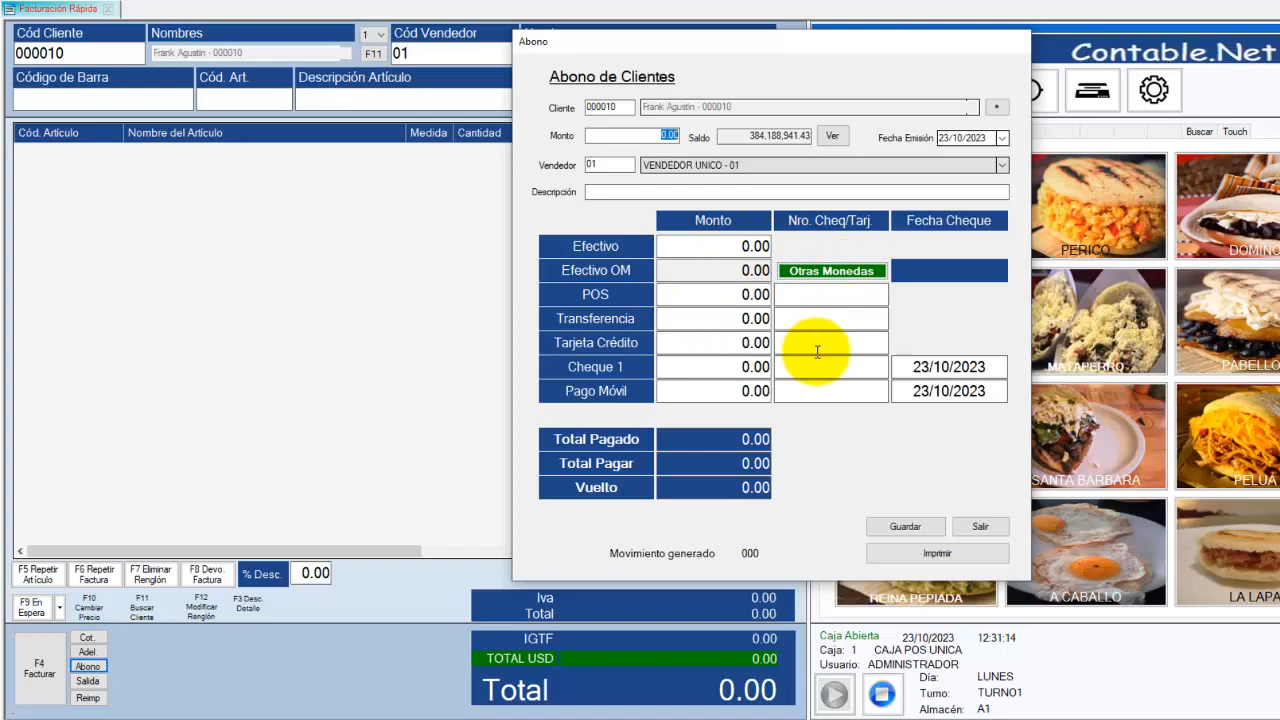 Facturación Rápida
Cód Cliente
Nombres
1
Cód Vendedor
000010
Frank Agustin - 000010
F11
01
Código de Barra
Cód. Art.
Descripción Artículo
Cód. Artículo
Nombre del Artículo
Medida
Cantidad
Abono
Abono de Clientes
Cliente
000010
Frank Agustin - 000010
*
Monto
0.00
Saldo
384,188,941.43
Ver
Fecha Emisión
23/10/2023
Vendedor
01
VENDEDOR UNICO - 01
Descripción
Monto
Nro. Cheq/Tarj.
Fecha Cheque
Efectivo
0.00
Efectivo OM
0.00
Otras Monedas
POS
0.00
Transferencia
0.00
Tarjeta Crédito
0.00
Cheque 1
0.00
23/10/2023
Pago Móvil
0.00
23/10/2023
Total Pagado
0.00
Total Pagar
0.00
Vuelto
0.00
Guardar
Salir
Movimiento generado
000
Imprimir
Contable.Net
Buscar
Touch
PERICO
DOMINO
MATAPERRO
PABELLO
SANTA BARBARA
PELUA
REINA PEPIADA
A CABALLO
LA LAPA
F5 Repetir
Artículo
F6 Repetir
Factura
F7 Eliminar
Renglón
F8 Devo.
Factura
% Desc.
0.00
F9 En
Espera
F10
Cambiar
Precio
F11
Buscar
Cliente
F12
Modificar
Renglón
F3 Desc.
Detalle
Iva
0.00
Total
0.00
IGTF
0.00
TOTAL USD
0.00
Total
0.00
F4
Facturar
Cot.
Adel.
Abono
Salida
Reimp
Caja Abierta
23/10/2023
12:31:14
Caja: 1
CAJA POS UNICA
Usuario:
ADMINISTRADOR
Día:
LUNES
Turno:
TURNO1
Almacén:
A1